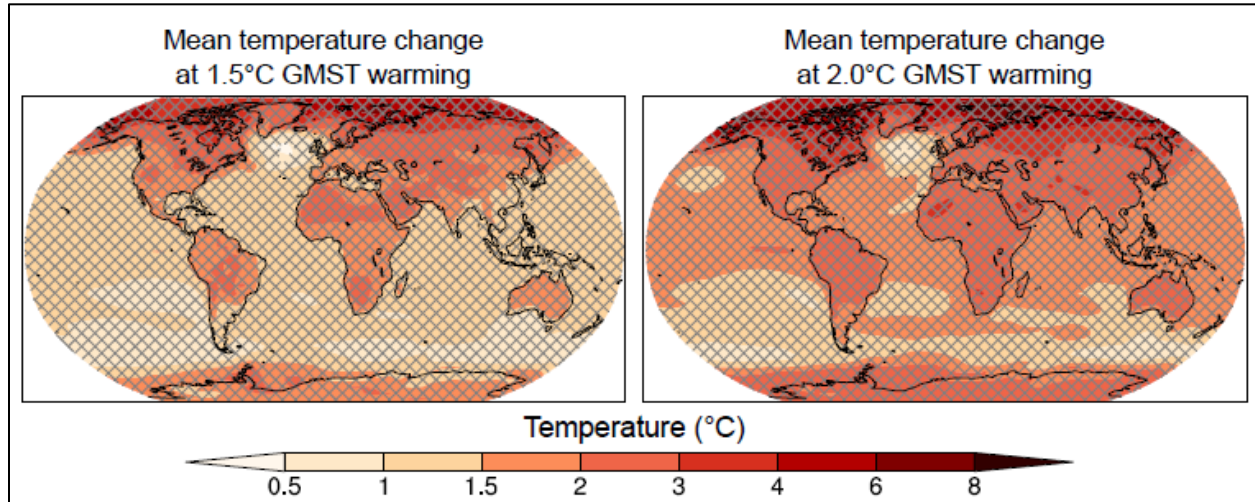 Mean temperature change
at 1.5°C GMST warming
Mean temperature change
at 2.0°C GMST warming
Temperature (°C)
0.5 1 1.5 2 3 4 6 8